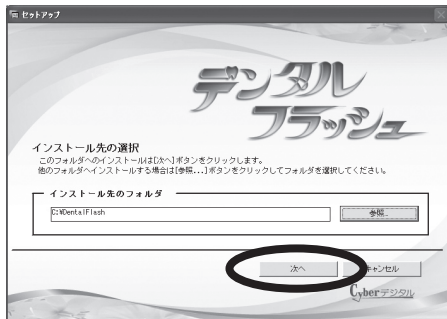 セットアップ
デンタル
フラッシュ
インストール先の選択
このフォルダへのインストールは[次へ]ボタンをクリックします。
他のフォルダへインストールする場合は[参照...]ボタンをクリックしてフォルダを選択してください。
インストール先のフォルダ
C:¥DentalFlash
参照...
次へ
キャンセル
Cyberデジタル